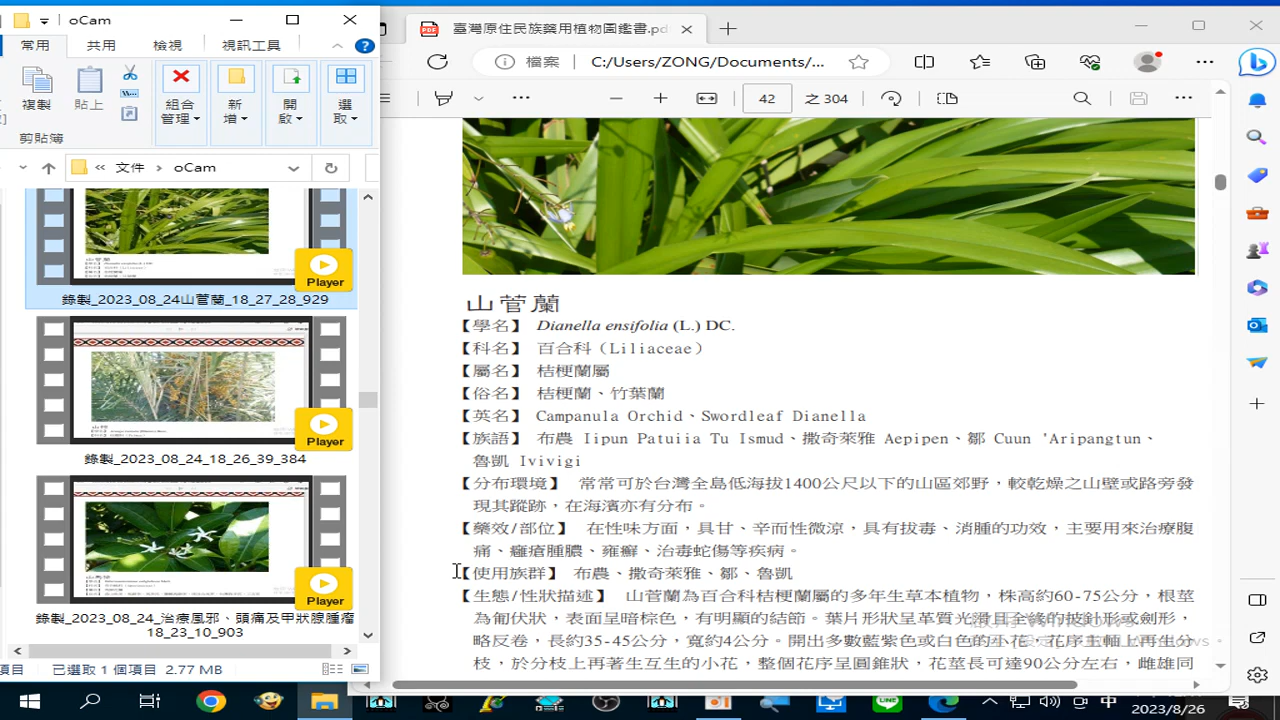 oCam
常用 共用 檢視 視訊工具
複製 貼上 組合管理 新增 開啟 選取
剪貼簿
文件 oCam
Player
錄製_2023_08_24山菅蘭_18_27_28_929
Player
錄製_2023_08_24_18_26_39_384
Player
錄製_2023_08_24_治療風邪、頭痛及甲狀腺腫瘤
18_23_10_903
項目 已選取 1 個項目 2.77 MB
臺灣原住民族藥用植物圖鑑書.pd
檔案 C:/Users/ZONG/Documents/...
42 之 304
山菅蘭
【學名】 Dianella ensifolia (L.) DC.
【科名】 百合科（Liliaceae）
【屬名】 桔梗蘭屬
【俗名】 桔梗蘭、竹葉蘭
【英名】 Campanula Orchid、Swordleaf Dianella
【族語】 布農 Iipun Patuiia Tu Ismud、撒奇萊雅 Aepipen、鄒 Cuun 'Aripangtun、
魯凱 Ivivigi
【分布環境】 常常可於台灣全島低海拔1400公尺以下的山區郊野，較乾燥之山壁或路旁發
現其蹤跡，在海濱亦有分布。
【藥效/部位】 在性味方面，具甘、辛而性微涼，具有拔毒、消腫的功效，主要用來治療腹
痛、癰瘡腫膿、雍癬、治毒蛇傷等疾病。
【使用族群】 布農、撒奇萊雅、鄒、魯凱
【生態/性狀描述】 山菅蘭為百合科桔梗蘭屬的多年生草本植物，株高約60-75公分，根莖
為匍伏狀，表面呈暗棕色，有明顯的結節。葉片形狀呈革質光滑且全緣的披針形或劍形，
略反卷，長約35-45公分，寬約4公分。開出多數藍紫色或白色的小花，花序主軸上再生分
枝，於分枝上再著生互生的小花，整個花序呈圓錐狀，花莖長可達90公分左右，雌雄同
中
2023/8/26